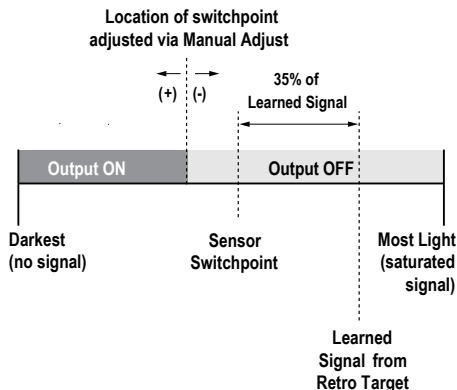 Location of switchpoint
adjusted via Manual Adjust
35% of
Learned Signal
(+) (-)
Output ON
Output OFF
Darkest
(no signal)
Sensor
Switchpoint
Most Light
(saturated
signal)
Learned
Signal from
Retro Target